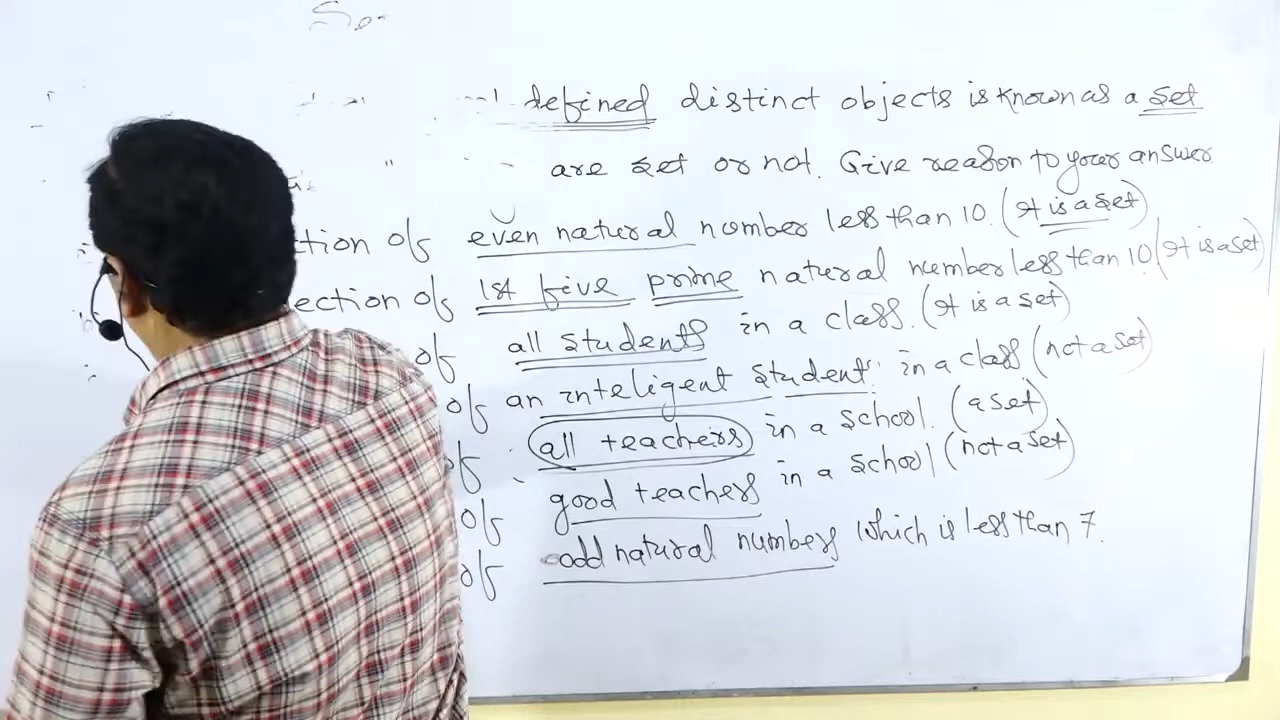 defined distinct objects is known as a set
are set or not. Give reason to your answer
ction of even natural number less than 10. (It is a set)
ection of 1st five prime natural number less than 10 (It is a set)
of all students in a class. (It is a set)
of an inteligent student in a class (not a set)
of all teachers in a school. (a set)
of good teachers in a school (not a set)
of odd natural numbers which is less than 7.